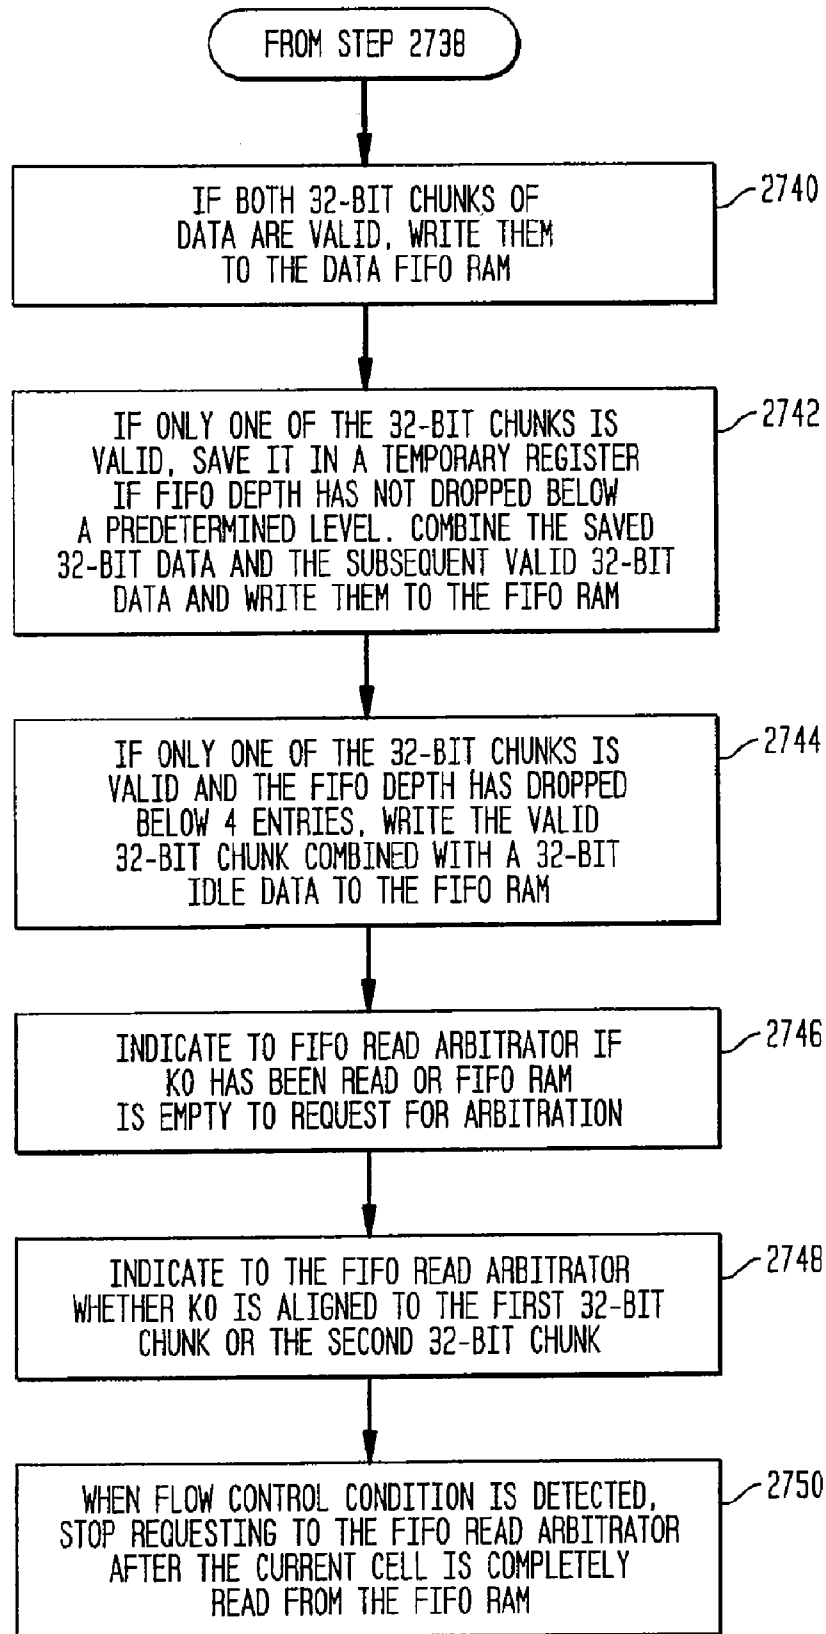 FROM STEP 2738
2740
IF BOTH 32-BIT CHUNKS OF
DATA ARE VALID, WRITE THEM
TO THE DATA FIFO RAM
2742
IF ONLY ONE OF THE 32-BIT CHUNKS IS
VALID, SAVE IT IN A TEMPORARY REGISTER
IF FIFO DEPTH HAS NOT DROPPED BELOW
A PREDETERMINED LEVEL. COMBINE THE SAVED
32-BIT DATA AND THE SUBSEQUENT VALID 32-BIT
DATA AND WRITE THEM TO THE FIFO RAM
2744
IF ONLY ONE OF THE 32-BIT CHUNKS IS
VALID AND THE FIFO DEPTH HAS DROPPED
BELOW 4 ENTRIES, WRITE THE VALID
32-BIT CHUNK COMBINED WITH A 32-BIT
IDLE DATA TO THE FIFO RAM
2746
INDICATE TO FIFO READ ARBITRATOR IF
K0 HAS BEEN READ OR FIFO RAM
IS EMPTY TO REQUEST FOR ARBITRATION
2748
INDICATE TO THE FIFO READ ARBITRATOR
WHETHER K0 IS ALIGNED TO THE FIRST 32-BIT
CHUNK OR THE SECOND 32-BIT CHUNK
2750
WHEN FLOW CONTROL CONDITION IS DETECTED,
STOP REQUESTING TO THE FIFO READ ARBITRATOR
AFTER THE CURRENT CELL IS COMPLETELY
READ FROM THE FIFO RAM